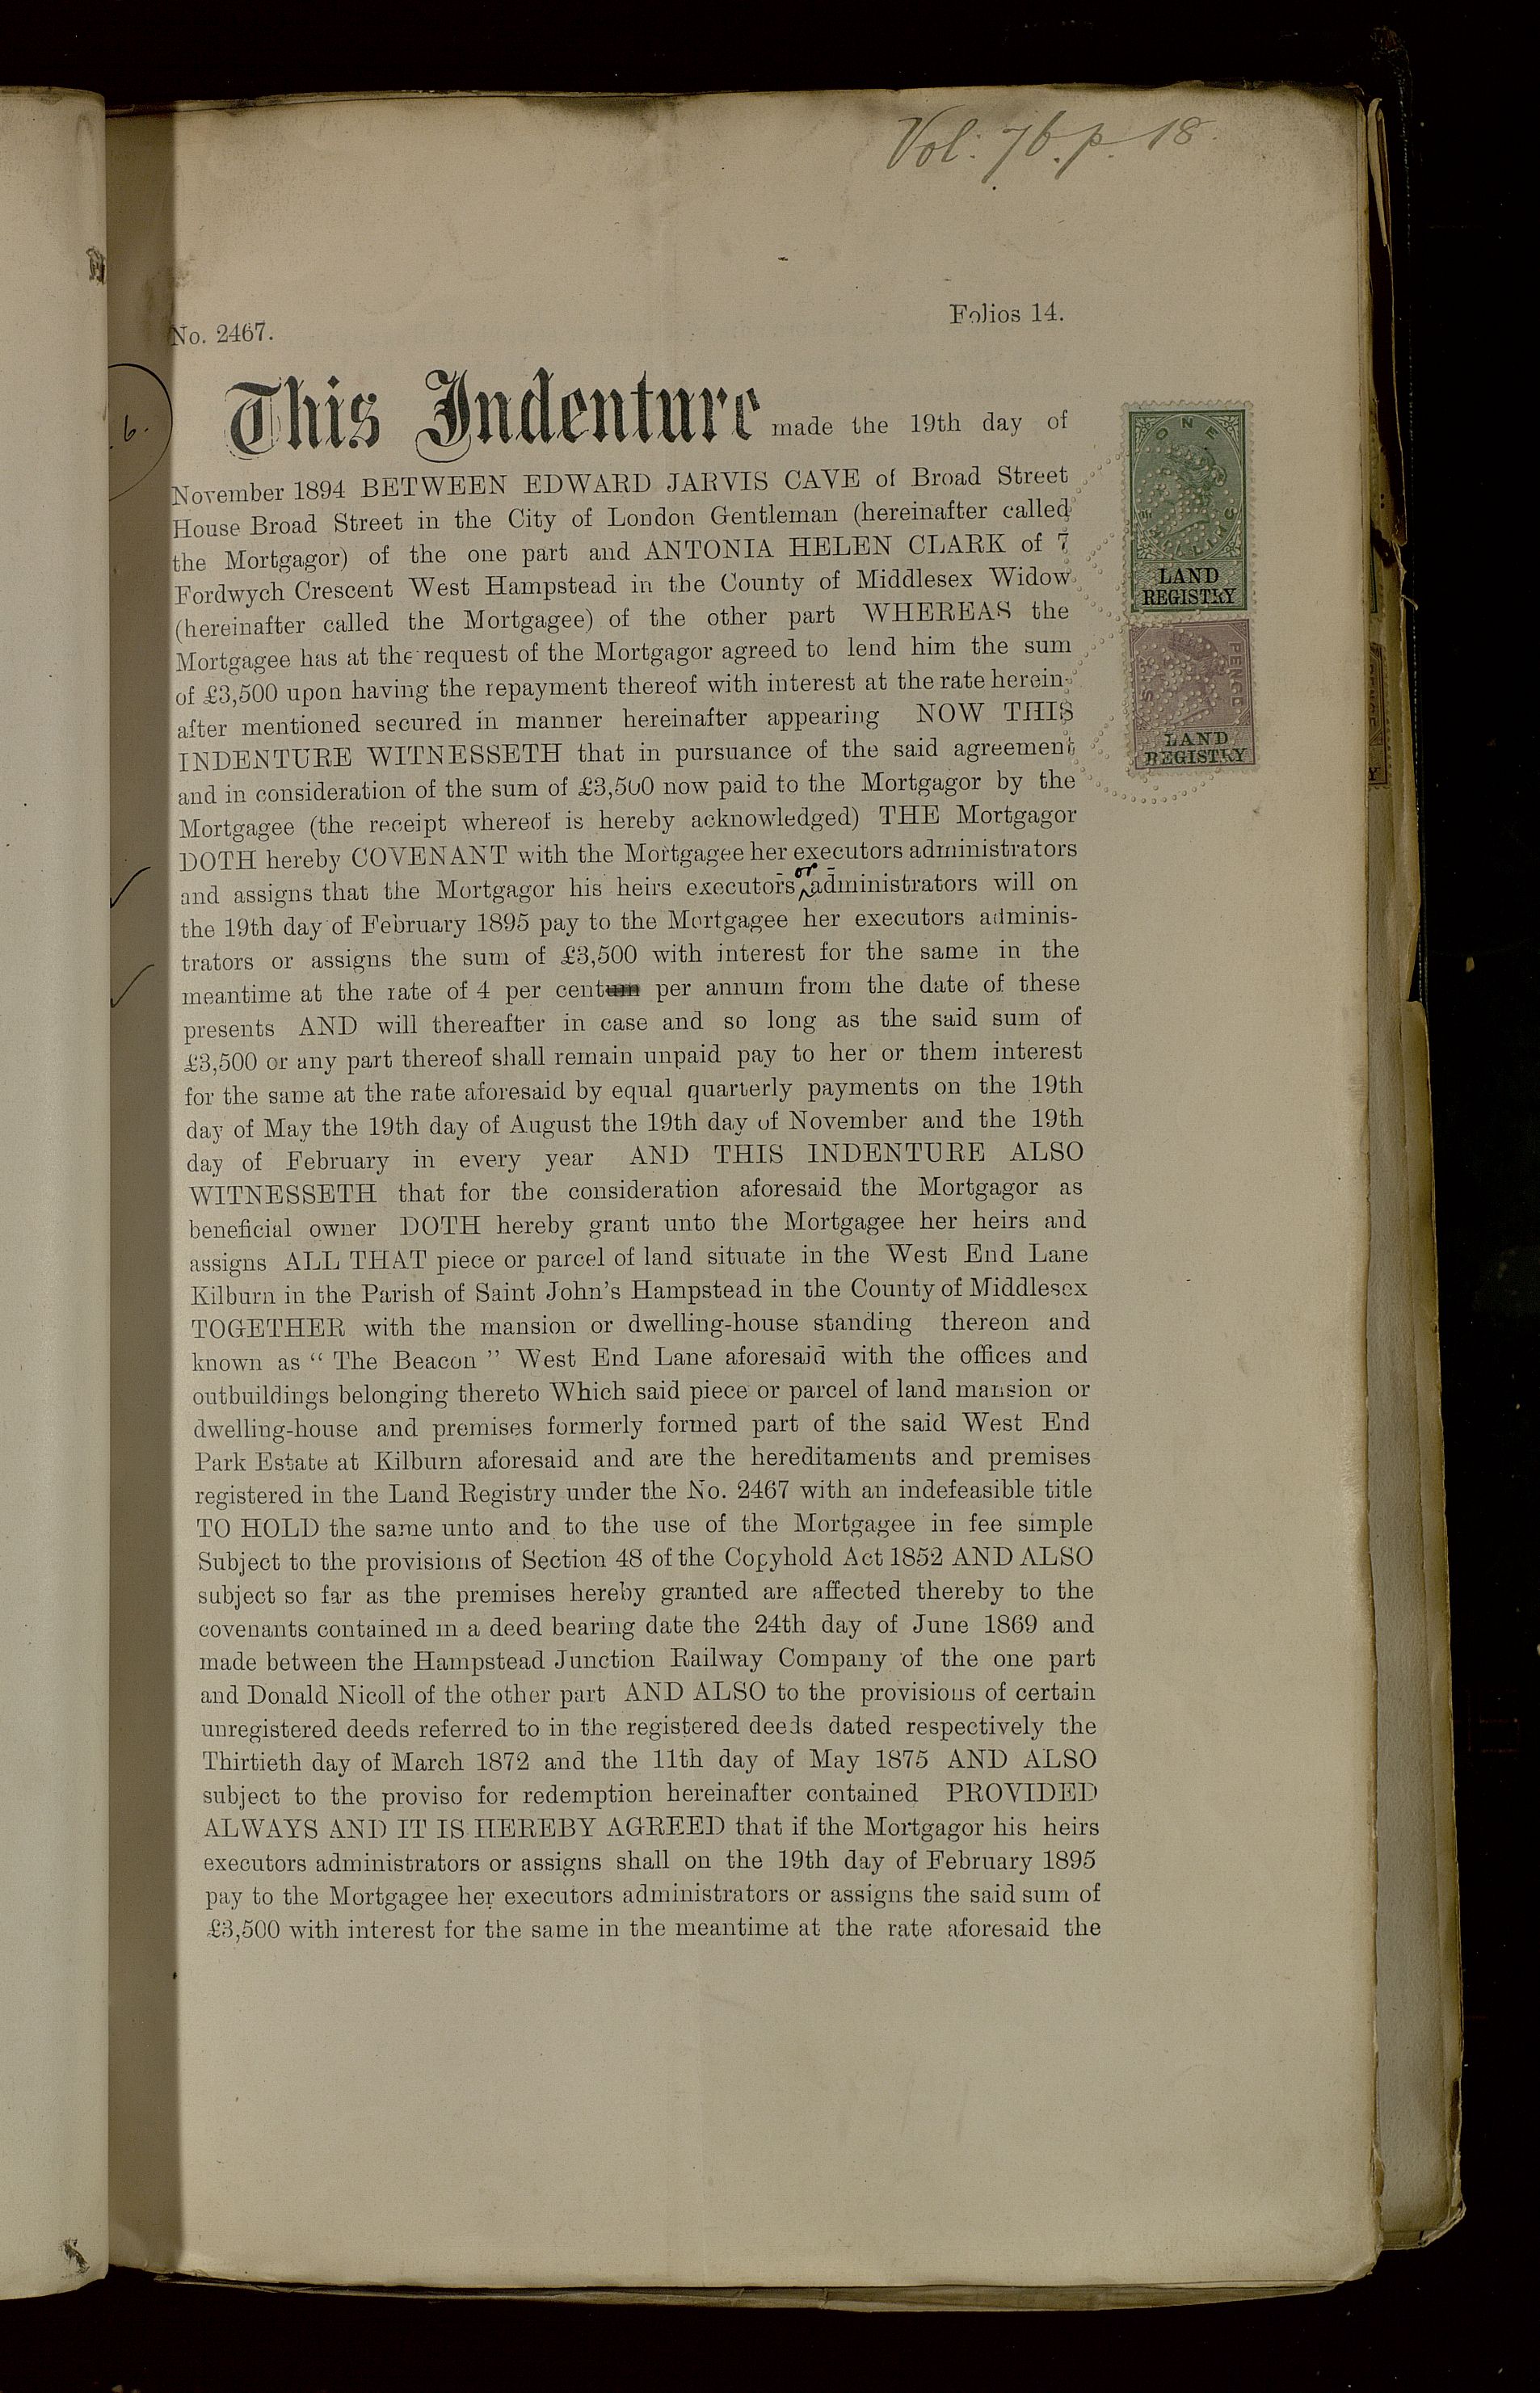 Vol: 76. p. 18.
No. 2467.
Folios 14.
This Indenture made the 19th day of
November 1894 BETWEEN EDWARD JARVIS CAVE of Broad Street
House Broad Street in the City of London Gentleman (hereinafter called
the Mortgagor) of the one part and ANTONIA HELEN CLARK of 7
Fordwych Crescent West Hampstead in the County of Middlesex Widow
(hereinafter called the Mortgagee) of the other part WHEREAS the
Mortgagee has at the request of the Mortgagor agreed to lend him the sum
of £3,500 upon having the repayment thereof with interest at the rate herein-
after mentioned secured in manner hereinafter appearing NOW THIS
INDENTURE WITNESSETH that in pursuance of the said agreement
and in consideration of the sum of £3,500 now paid to the Mortgagor by the
Mortgagee (the receipt whereof is hereby acknowledged) THE Mortgagor
DOTH hereby COVENANT with the Mortgagee her executors administrators
and assigns that the Mortgagor his heirs executors or administrators will on
the 19th day of February 1895 pay to the Mortgagee her executors adminis-
trators or assigns the sum of £3,500 with interest for the same in the
meantime at the rate of 4 per centum per annum from the date of these
presents AND will thereafter in case and so long as the said sum of
£3,500 or any part thereof shall remain unpaid pay to her or them interest
for the same at the rate aforesaid by equal quarterly payments on the 19th
day of May the 19th day of August the 19th day of November and the 19th
day of February in every year AND THIS INDENTURE ALSO
WITNESSETH that for the consideration aforesaid the Mortgagor as
beneficial owner DOTH hereby grant unto the Mortgagee her heirs and
assigns ALL THAT piece or parcel of land situate in the West End Lane
Kilburn in the Parish of Saint John's Hampstead in the County of Middlesex
TOGETHER with the mansion or dwelling-house standing thereon and
known as " The Beacon " West End Lane aforesaid with the offices and
outbuildings belonging thereto Which said piece or parcel of land mansion or
dwelling-house and premises formerly formed part of the said West End
Park Estate at Kilburn aforesaid and are the hereditaments and premises
registered in the Land Registry under the No. 2467 with an indefeasible title
TO HOLD the same unto and to the use of the Mortgagee in fee simple
Subject to the provisions of Section 48 of the Copyhold Act 1852 AND ALSO
subject so far as the premises hereby granted are affected thereby to the
covenants contained in a deed bearing date the 24th day of June 1869 and
made between the Hampstead Junction Railway Company of the one part
and Donald Nicoll of the other part AND ALSO to the provisions of certain
unregistered deeds referred to in the registered deeds dated respectively the
Thirtieth day of March 1872 and the 11th day of May 1875 AND ALSO
subject to the proviso for redemption hereinafter contained PROVIDED
ALWAYS AND IT IS HEREBY AGREED that if the Mortgagor his heirs
executors administrators or assigns shall on the 19th day of February 1895
pay to the Mortgagee her executors administrators or assigns the said sum of
£3,500 with interest for the same in the meantime at the rate aforesaid the
6.
ONE
SHILLING
LAND
REGISTRY
PENCE
LAND
REGISTRY